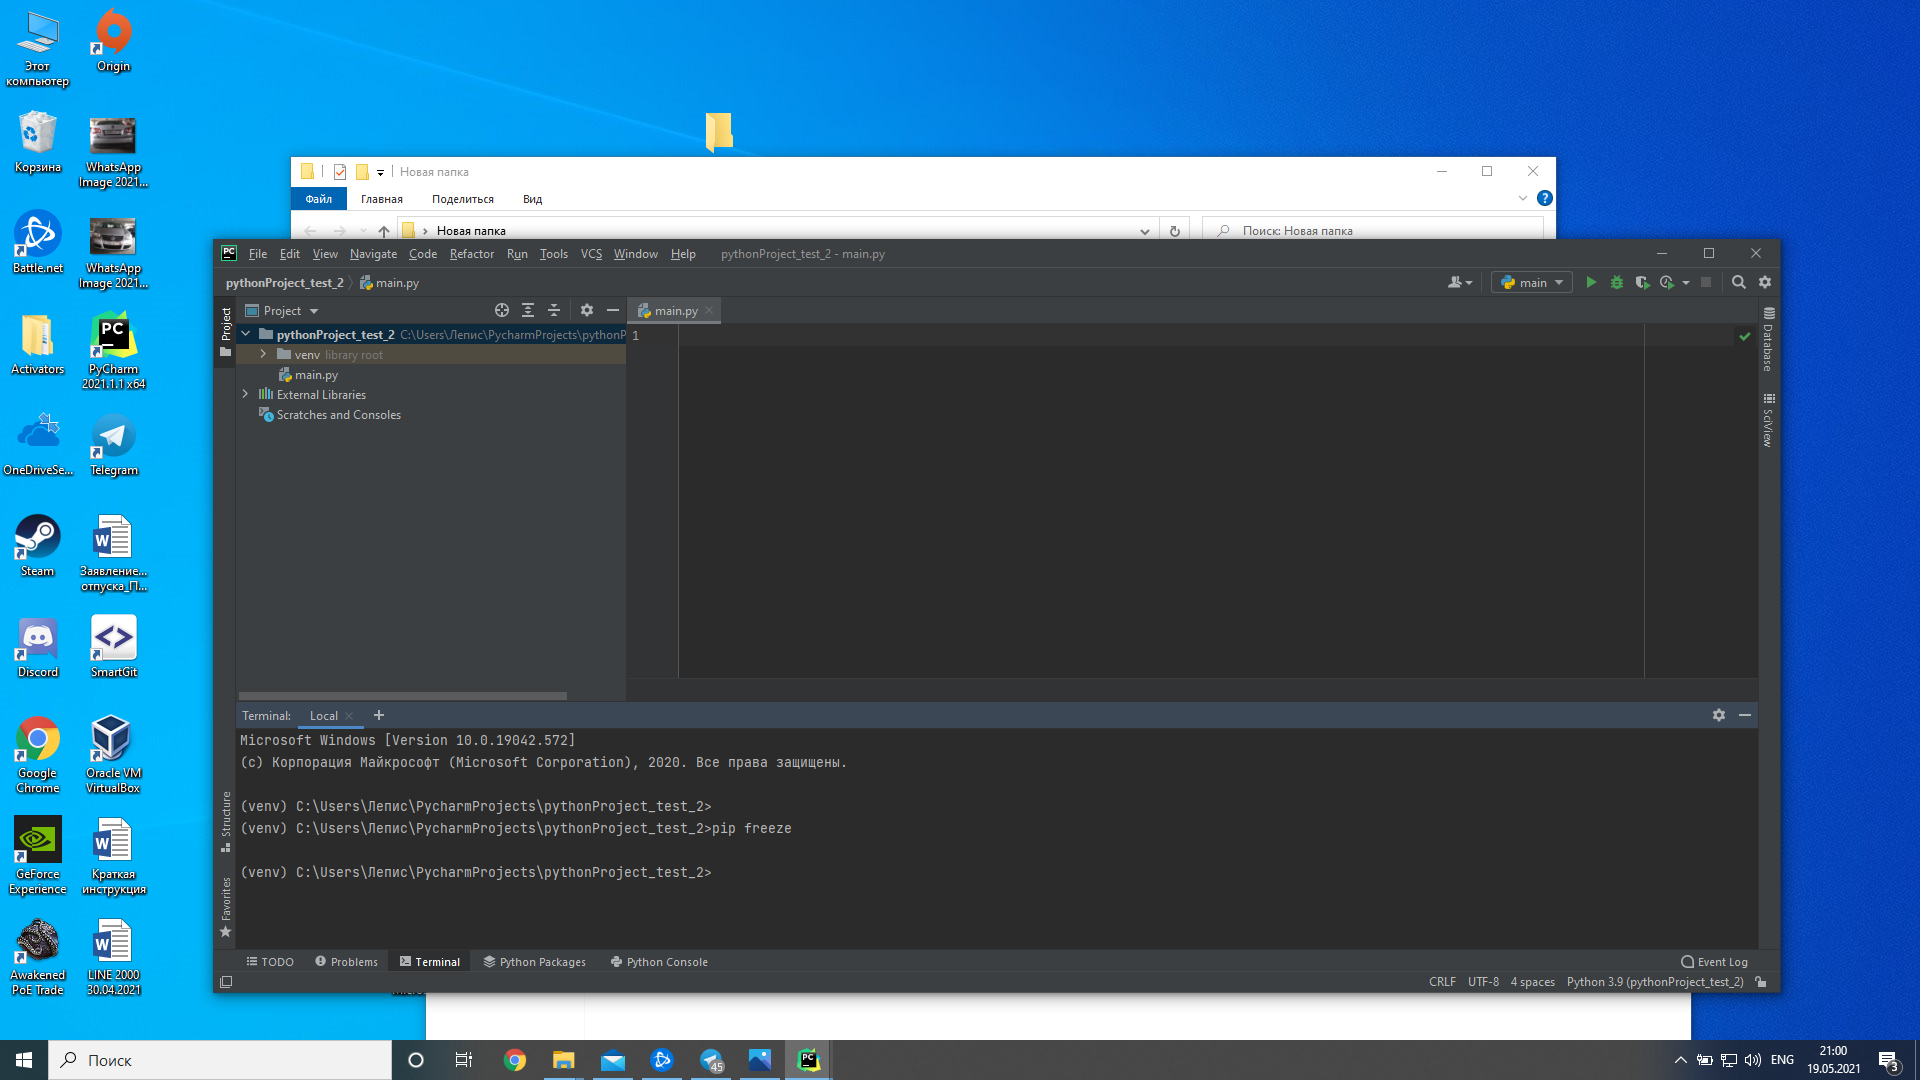 Этот
компьютер
Origin
Корзина
WhatsApp
Image 2021...
Battle.net
WhatsApp
Image 2021...
Activators
PC
PyCharm
2021.1.1 x64
OneDriveSe...
Telegram
Steam
Заявление...
отпуска_П...
Discord
SmartGit
Google
Chrome
Oracle VM
VirtualBox
GeForce
Experience
Краткая
инструкция
Awakened
PoE Trade
LINE 2000
30.04.2021
Новая папка
Файл
Главная
Поделиться
Вид
Новая папка
Поиск: Новая папка
PC File Edit View Navigate Code Refactor Run Tools VCS Window Help pythonProject_test_2 - main.py
pythonProject_test_2 main.py
main
Project
Project
main.py
pythonProject_test_2 C:\Users\Лепис\PycharmProjects\pythonP
venv library root
main.py
External Libraries
Scratches and Consoles
1
Database
SciView
Terminal: Local +
Microsoft Windows [Version 10.0.19042.572]
(c) Корпорация Майкрософт (Microsoft Corporation), 2020. Все права защищены.
(venv) C:\Users\Лепис\PycharmProjects\pythonProject_test_2>
(venv) C:\Users\Лепис\PycharmProjects\pythonProject_test_2>pip freeze
(venv) C:\Users\Лепис\PycharmProjects\pythonProject_test_2>
Structure
Favorites
TODO Problems Terminal Python Packages Python Console Event Log
CRLF UTF-8 4 spaces Python 3.9 (pythonProject_test_2)
Поиск
45
PC
ENG
21:00
19.05.2021
3